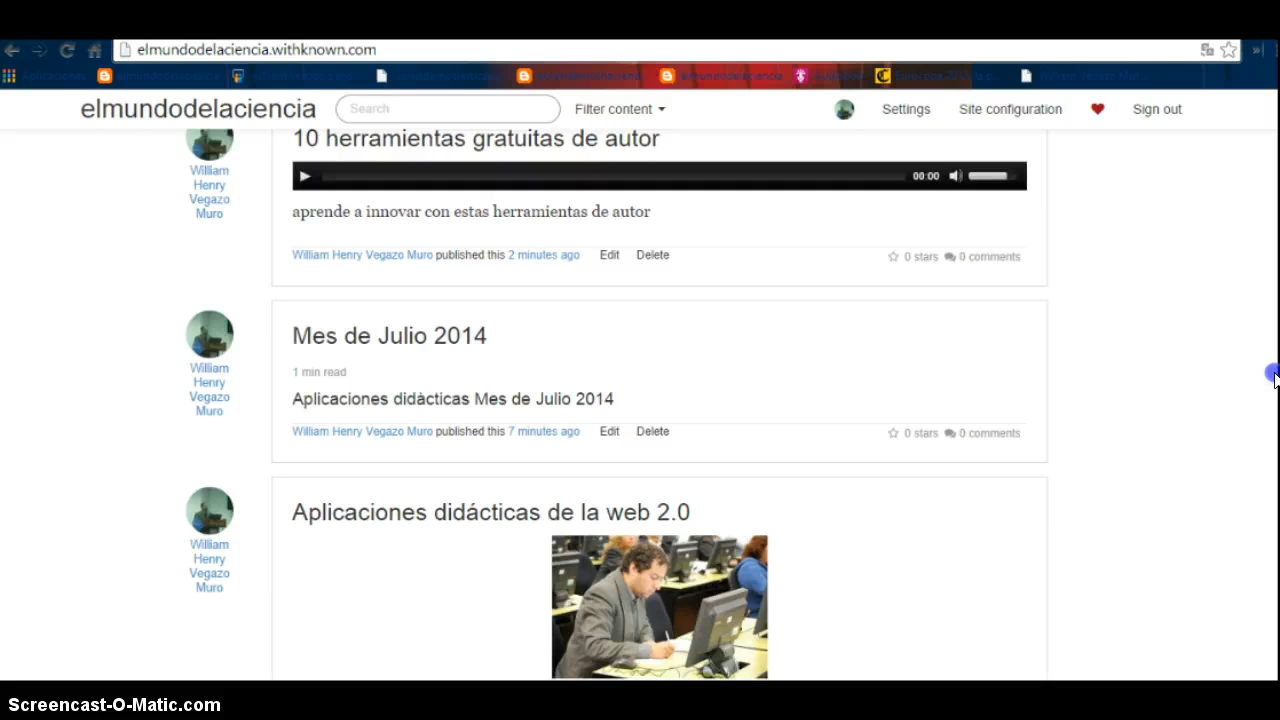 elmundodelaciencia.withknown.com
Aplicaciones
elmundodelaciencia Search Filter content Settings Site configuration Sign out
10 herramientas gratuitas de autor
William
Henry
Vegazo
Muro
00:00
aprende a innovar con estas herramientas de autor
William Henry Vegazo Muro published this 2 minutes ago Edit Delete 0 stars 0 comments
Mes de Julio 2014
William
Henry
Vegazo
Muro
1 min read
Aplicaciones didàcticas Mes de Julio 2014
William Henry Vegazo Muro published this 7 minutes ago Edit Delete 0 stars 0 comments
Aplicaciones didácticas de la web 2.0
William
Henry
Vegazo
Muro
Screencast-O-Matic.com